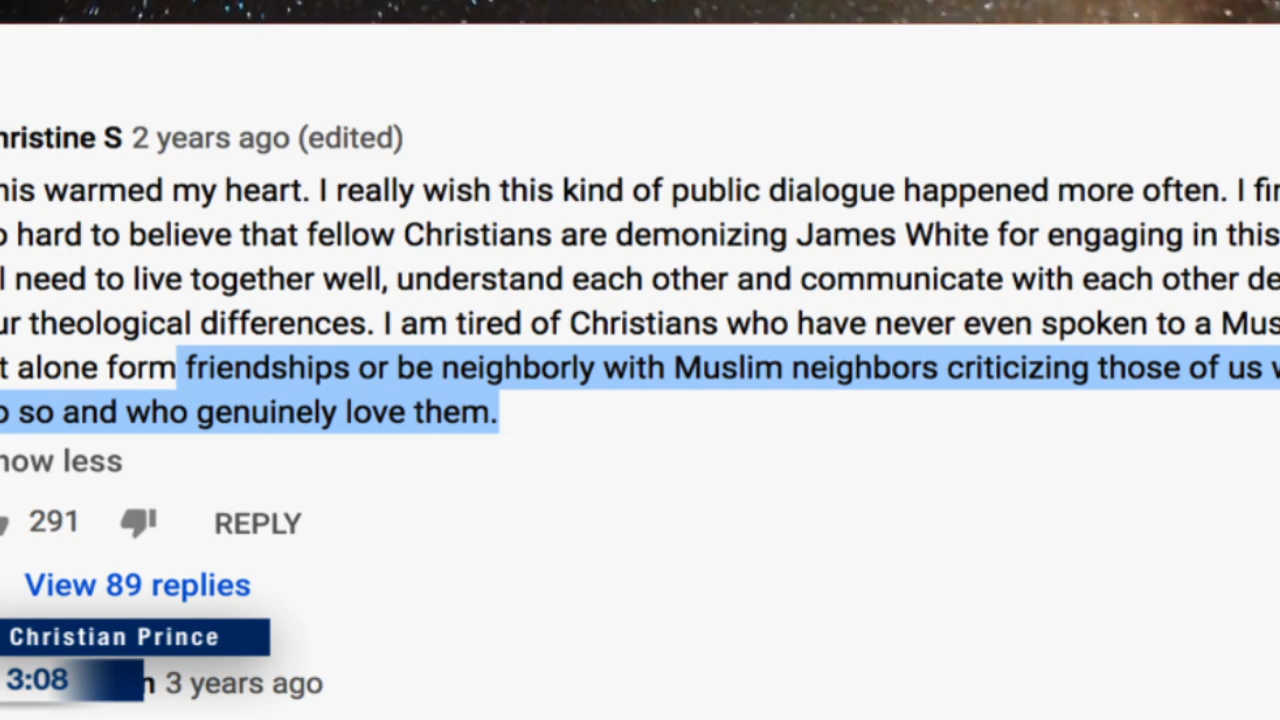 hristine S 2 years ago (edited)
his warmed my heart. I really wish this kind of public dialogue happened more often. I fin
o hard to believe that fellow Christians are demonizing James White for engaging in this
l need to live together well, understand each other and communicate with each other de
ur theological differences. I am tired of Christians who have never even spoken to a Mus
t alone form friendships or be neighborly with Muslim neighbors criticizing those of us w
o so and who genuinely love them.
how less
291 REPLY
View 89 replies
Christian Prince
3:08
n 3 years ago